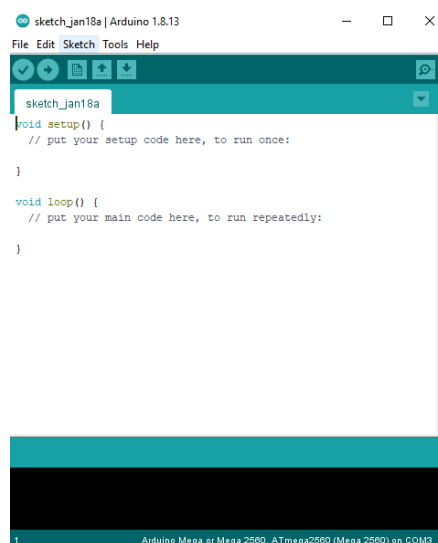 sketch_jan18a | Arduino 1.8.13
File Edit Sketch Tools Help
sketch_jan18a
void setup() {
  // put your setup code here, to run once:
}
void loop() {
  // put your main code here, to run repeatedly:
}
1 Arduino Mega or Mega 2560, ATmega2560 (Mega 2560) on COM3